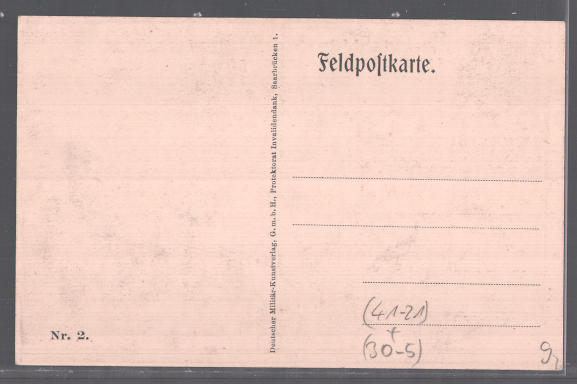 Feldpoſtkarte.
Deutscher Militär-Kunstverlag, G. m. b. H., Protektorat Invalidendank, Saarbrücken 1.
(41-21)
+
(30-5)
Nr. 2.